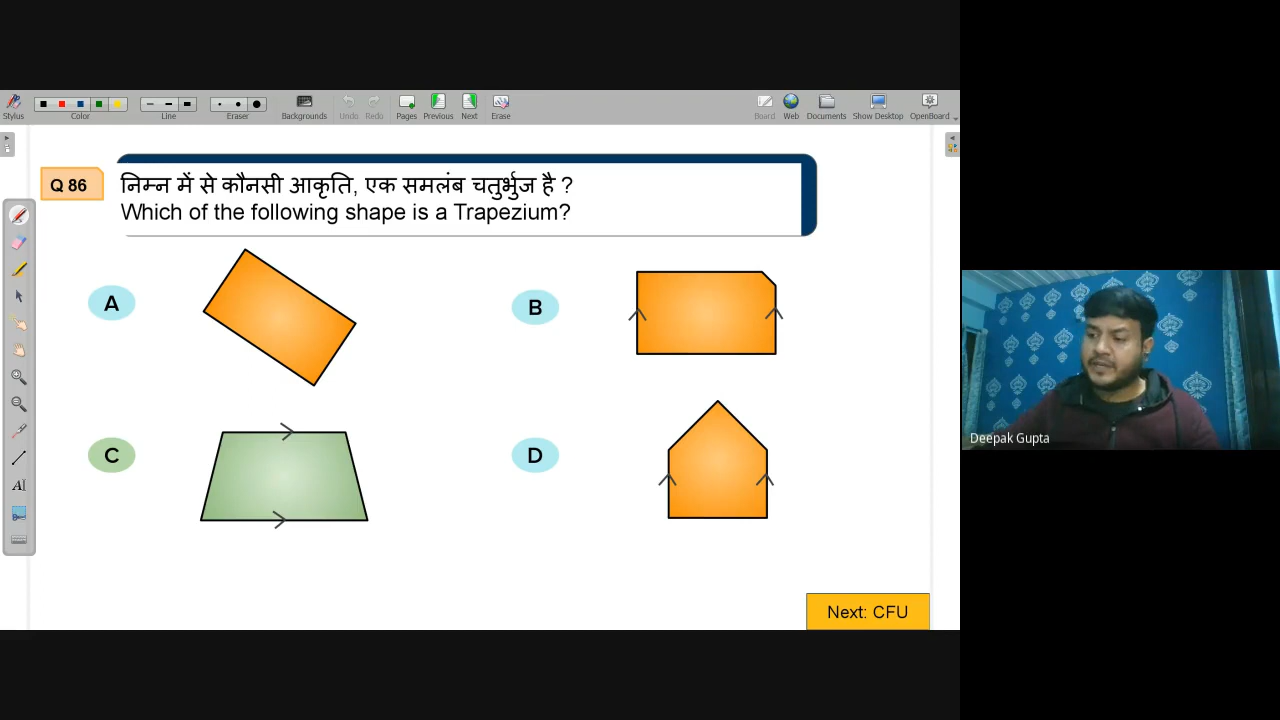 Stylus
Color
Line
Eraser
Backgrounds
Undo
Redo
Pages
Previous
Next
Erase
Board
Web
Documents
Show Desktop
OpenBoard
Q 86
निम्न में से कौनसी आकृति, एक समलंब चतुर्भुज है ?
Which of the following shape is a Trapezium?
A
B
C
D
AI
Next: CFU
Deepak Gupta